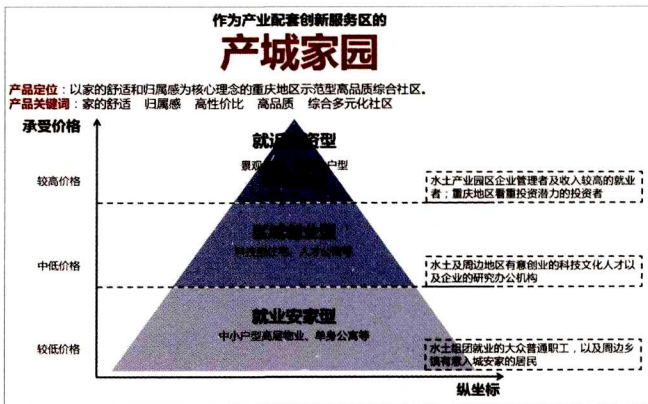 作为产业配套创新服务区的
产城家园
产品定位：以家的舒适和归属感为核心理念的重庆地区示范型高品质综合社区。
产品关键词：家的舒适 归属感 高性价比 高品质 综合多元化社区
承受价格
资型
景观
户型
较高价格
水土产业园区企业管理者及收入较高的就业
者；重庆地区看重投资潜力的投资者
中低价格
水土及周边地区有意创业的科技文化人才以
及企业的研究办公机构
就业安家型
中小户型高层物业、单身公寓等
较低价格
水土组团就业的大众普通职工，以及周边乡
镇有意入城安家的居民
纵坐标